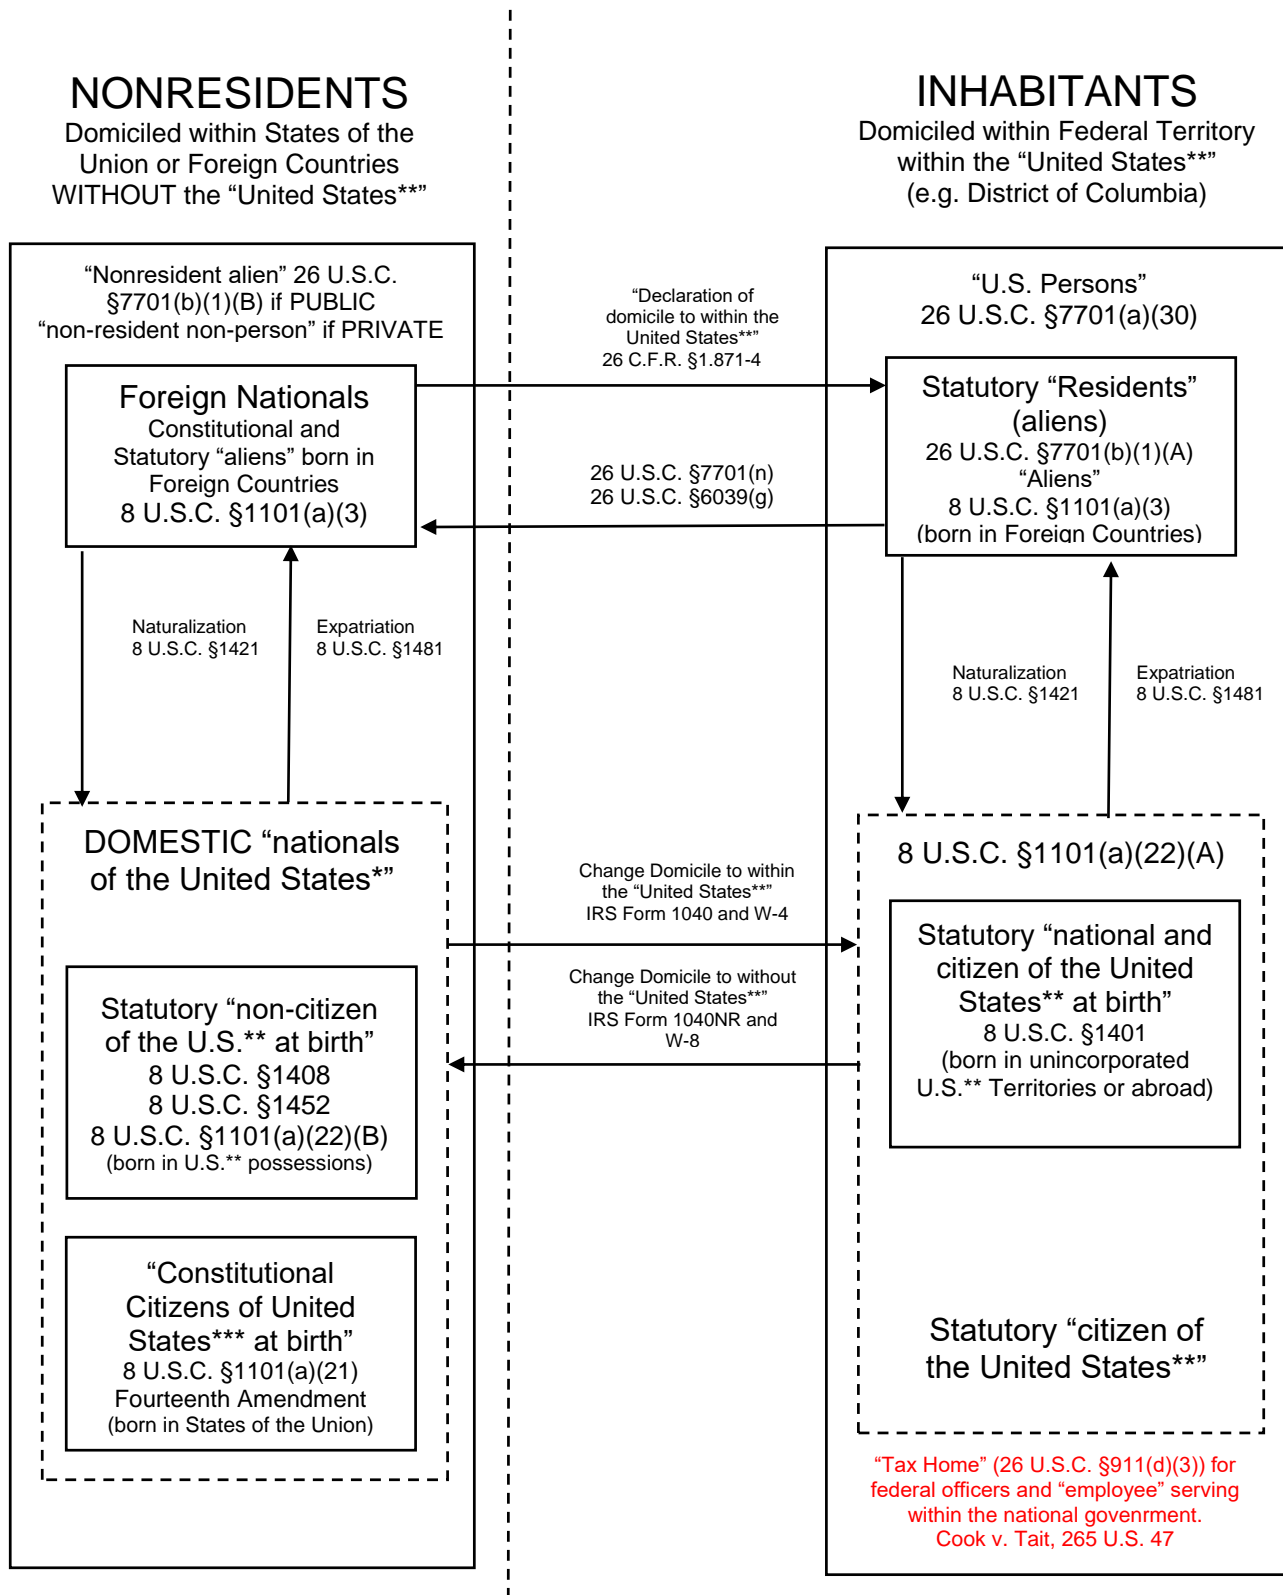 NONRESIDENTS
Domiciled within States of the
Union or Foreign Countries
WITHOUT the “United States**”
INHABITANTS
Domiciled within Federal Territory
within the “United States**”
(e.g. District of Columbia)
“Nonresident alien” 26 U.S.C.
§7701(b)(1)(B) if PUBLIC
“non-resident non-person” if PRIVATE
Foreign Nationals
Constitutional and
Statutory “aliens” born in
Foreign Countries
8 U.S.C. §1101(a)(3)
“Declaration of
domicile to within the
United States**”
26 C.F.R. §1.871-4
26 U.S.C. §7701(n)
26 U.S.C. §6039(g)
“U.S. Persons”
26 U.S.C. §7701(a)(30)
Statutory “Residents”
(aliens)
26 U.S.C. §7701(b)(1)(A)
“Aliens”
8 U.S.C. §1101(a)(3)
(born in Foreign Countries)
Naturalization
8 U.S.C. §1421
Expatriation
8 U.S.C. §1481
Naturalization
8 U.S.C. §1421
Expatriation
8 U.S.C. §1481
DOMESTIC “nationals
of the United States*”
Statutory “non-citizen
of the U.S.** at birth”
8 U.S.C. §1408
8 U.S.C. §1452
8 U.S.C. §1101(a)(22)(B)
(born in U.S.** possessions)
“Constitutional
Citizens of United
States*** at birth”
8 U.S.C. §1101(a)(21)
Fourteenth Amendment
(born in States of the Union)
Change Domicile to within
the “United States**”
IRS Form 1040 and W-4
Change Domicile to without
the “United States**”
IRS Form 1040NR and
W-8
8 U.S.C. §1101(a)(22)(A)
Statutory “national and
citizen of the United
States** at birth”
8 U.S.C. §1401
(born in unincorporated
U.S.** Territories or abroad)
Statutory “citizen of
the United States**”
“Tax Home” (26 U.S.C. §911(d)(3)) for
federal officers and “employee” serving
within the national govenrment.
Cook v. Tait, 265 U.S. 47